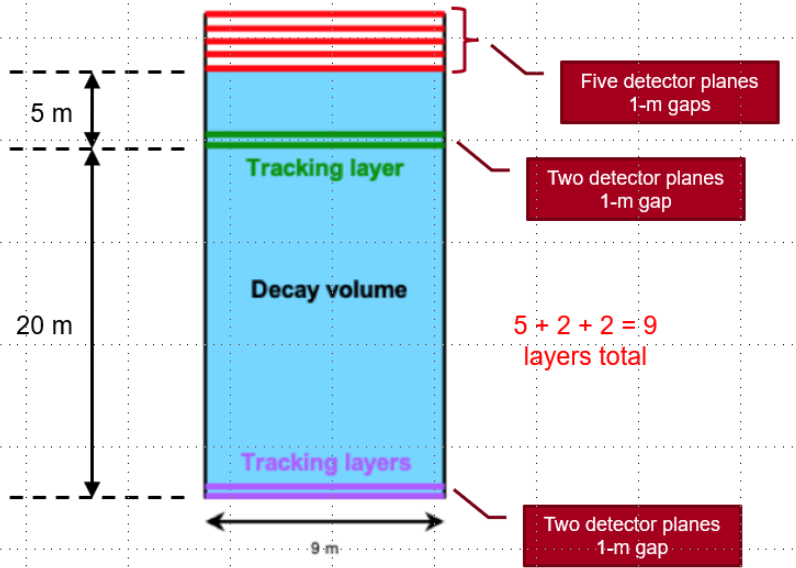 Five detector planes
1-m gaps
5 m
Tracking layer
Two detector planes
1-m gap
Decay volume
20 m
5 + 2 + 2 = 9
layers total
Tracking layers
Two detector planes
1-m gap
9 m